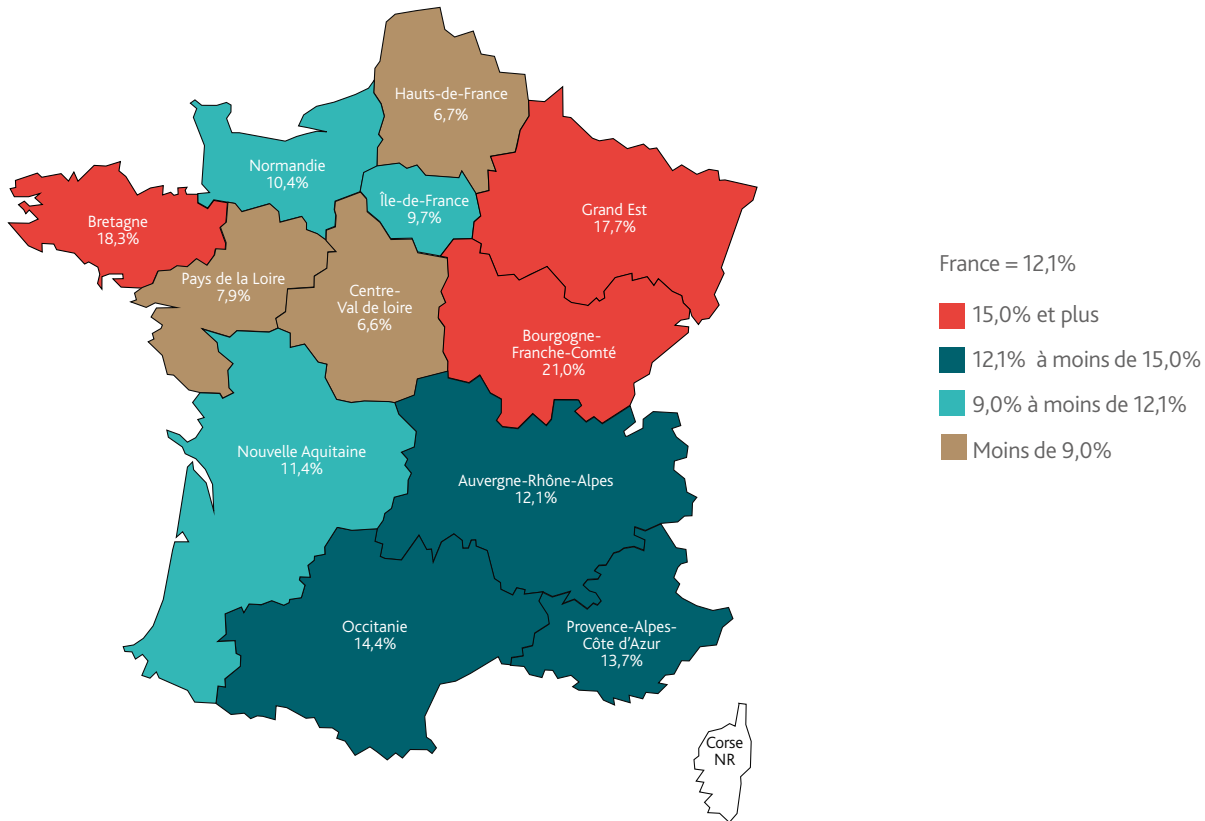 Hauts-de-France
6,7%
Normandie
10,4%
Île-de-France
9,7%
Grand Est
17,7%
Bretagne
18,3%
Pays de la Loire
7,9%
Centre-
Val de loire
6,6%
Bourgogne-
Franche-Comté
21,0%
Nouvelle Aquitaine
11,4%
Auvergne-Rhône-Alpes
12,1%
Occitanie
14,4%
Provence-Alpes-
Côte d'Azur
13,7%
Corse
NR
France = 12,1%
15,0% et plus
12,1% à moins de 15,0%
9,0% à moins de 12,1%
Moins de 9,0%